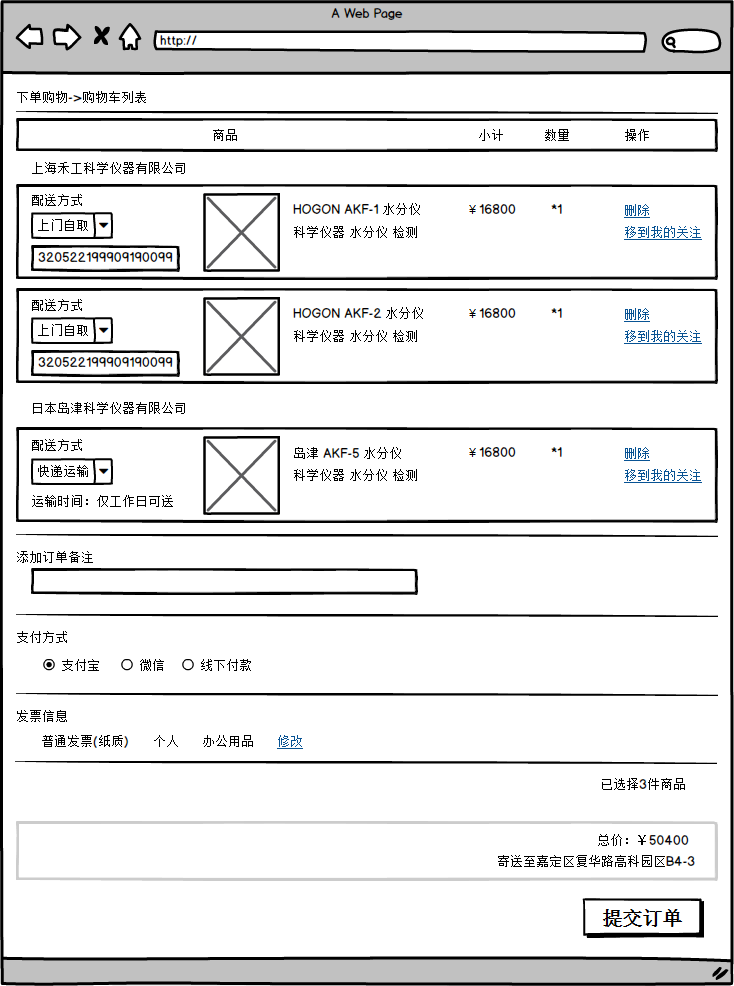 A Web Page
http://
下单购物->购物车列表
商品 小计 数量 操作
上海禾工科学仪器有限公司
配送方式
上门自取
320522199909190099
HOGON AKF-1 水分仪 ￥16800 *1 删除
科学仪器 水分仪 检测 移到我的关注
配送方式
上门自取
320522199909190099
HOGON AKF-2 水分仪 ￥16800 *1 删除
科学仪器 水分仪 检测 移到我的关注
日本岛津科学仪器有限公司
配送方式
快递运输
运输时间：仅工作日可送
岛津 AKF-5 水分仪 ￥16800 *1 删除
科学仪器 水分仪 检测 移到我的关注
添加订单备注
支付方式
支付宝 微信 线下付款
发票信息
普通发票(纸质) 个人 办公用品 修改
已选择3件商品
总价：￥50400
寄送至嘉定区复华路高科园区B4-3
提交订单